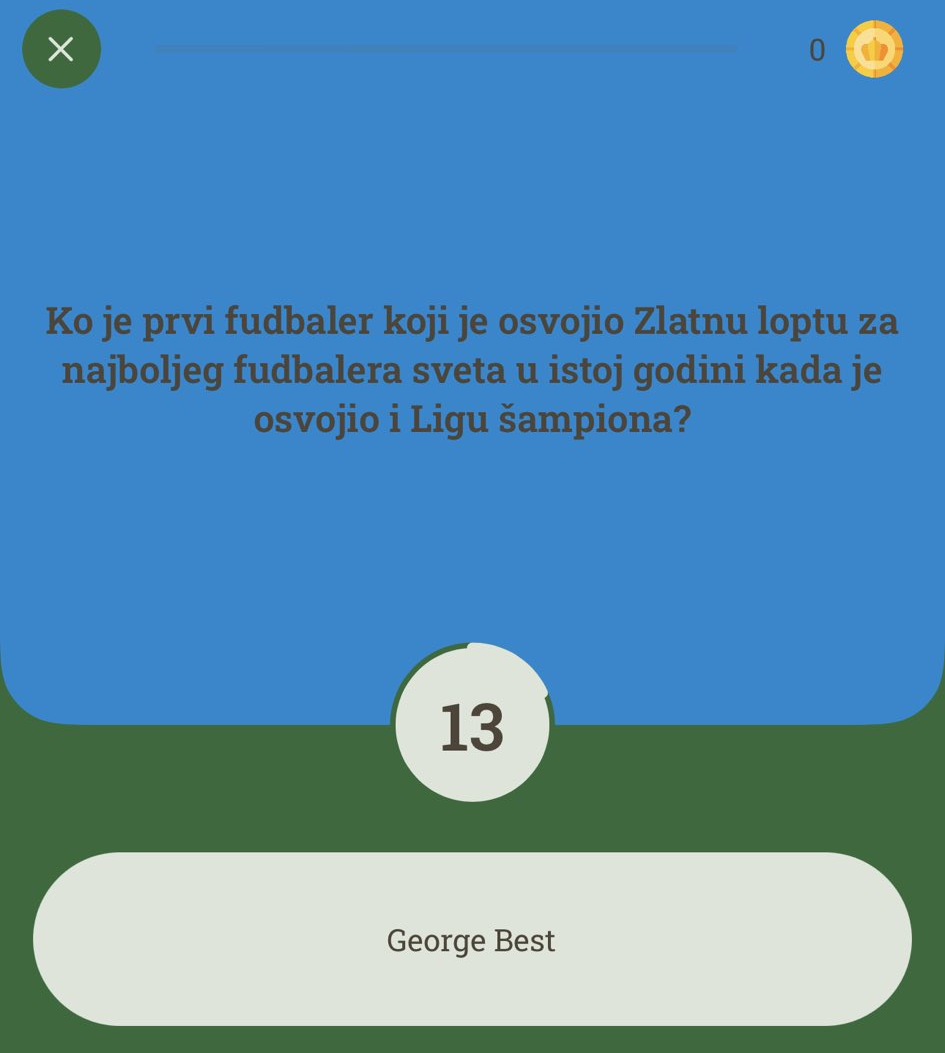 0
Ko je prvi fudbaler koji je osvojio Zlatnu loptu za
najboljeg fudbalera sveta u istoj godini kada je
osvojio i Ligu šampiona?
13
George Best